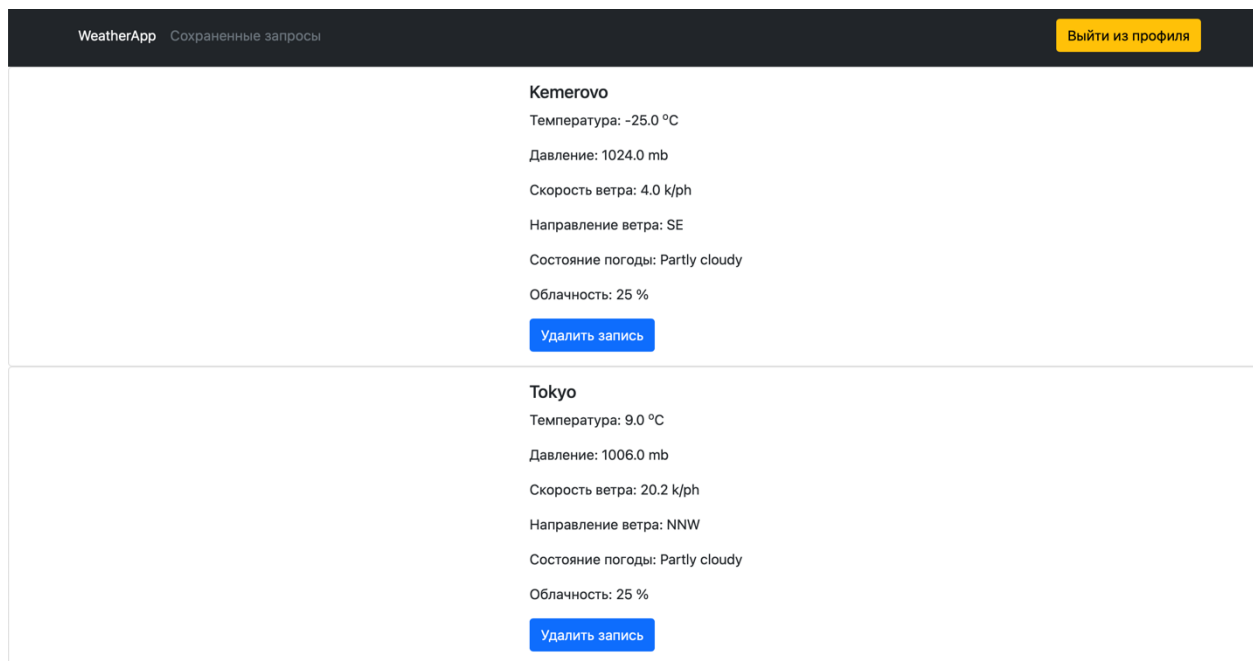 WeatherApp Сохраненные запросы Выйти из профиля
Kemerovo
Температура: -25.0 ºC
Давление: 1024.0 mb
Скорость ветра: 4.0 k/ph
Направление ветра: SE
Состояние погоды: Partly cloudy
Облачность: 25 %
Удалить запись
Tokyo
Температура: 9.0 ºC
Давление: 1006.0 mb
Скорость ветра: 20.2 k/ph
Направление ветра: NNW
Состояние погоды: Partly cloudy
Облачность: 25 %
Удалить запись